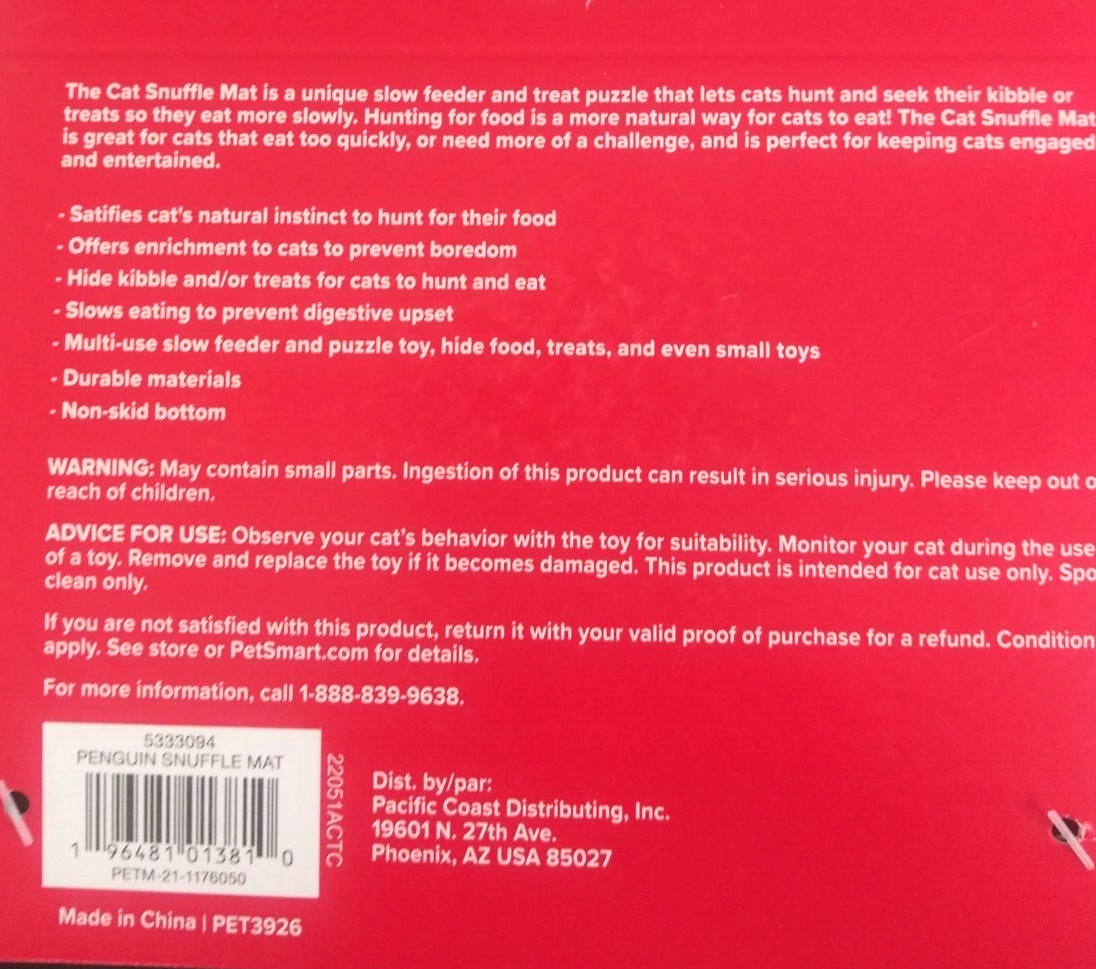 The Cat Snuffle Mat is a unique slow feeder and treat puzzle that lets cats hunt and seek their kibble or
treats so they eat more slowly. Hunting for food is a more natural way for cats to eat! The Cat Snuffle Mat
is great for cats that eat too quickly, or need more of a challenge, and is perfect for keeping cats engaged
and entertained.
- Satifies cat's natural instinct to hunt for their food
- Offers enrichment to cats to prevent boredom
- Hide kibble and/or treats for cats to hunt and eat
- Slows eating to prevent digestive upset
- Multi-use slow feeder and puzzle toy, hide food, treats, and even small toys
- Durable materials
- Non-skid bottom
WARNING: May contain small parts. Ingestion of this product can result in serious injury. Please keep out o
reach of children.
ADVICE FOR USE: Observe your cat's behavior with the toy for suitability. Monitor your cat during the use
of a toy. Remove and replace the toy if it becomes damaged. This product is intended for cat use only. Spo
clean only.
If you are not satisfied with this product, return it with your valid proof of purchase for a refund. Condition
apply. See store or PetSmart.com for details.
For more information, call 1-888-839-9638.
5333094
PENGUIN SNUFFLE MAT
1 96481 01381 0
PETM-21-1176050
22051ACTC
Dist. by/par:
Pacific Coast Distributing, Inc.
19601 N. 27th Ave.
Phoenix, AZ USA 85027
Made in China | PET3926